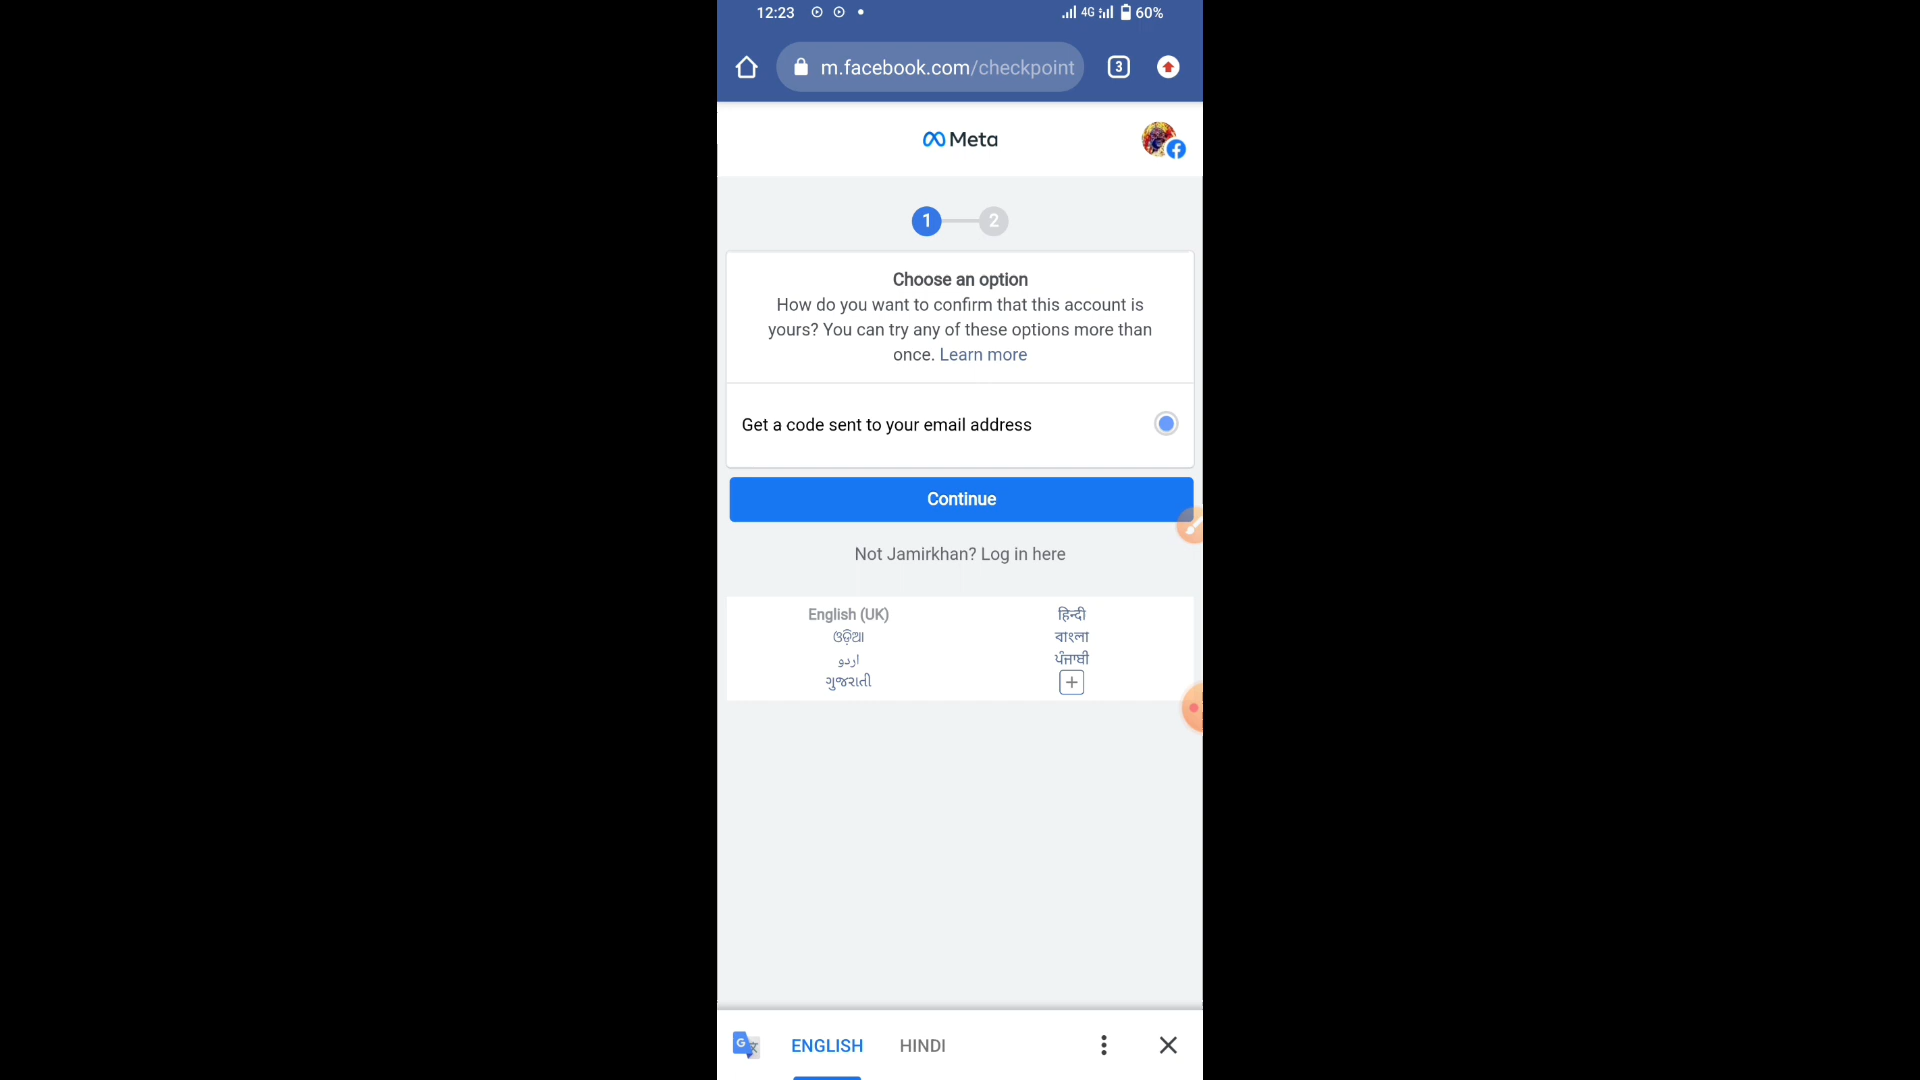 12:23 4G 60%
m.facebook.com/checkpoint 3
Meta
1 2
Choose an option
How do you want to confirm that this account is
yours? You can try any of these options more than
once. Learn more
Get a code sent to your email address
Continue
Not Jamirkhan? Log in here
English (UK) हिन्दी
ଓଡ଼ିଆ বাংলা
اردو ਪੰਜਾਬੀ
ગુજરાતી +
ENGLISH HINDI